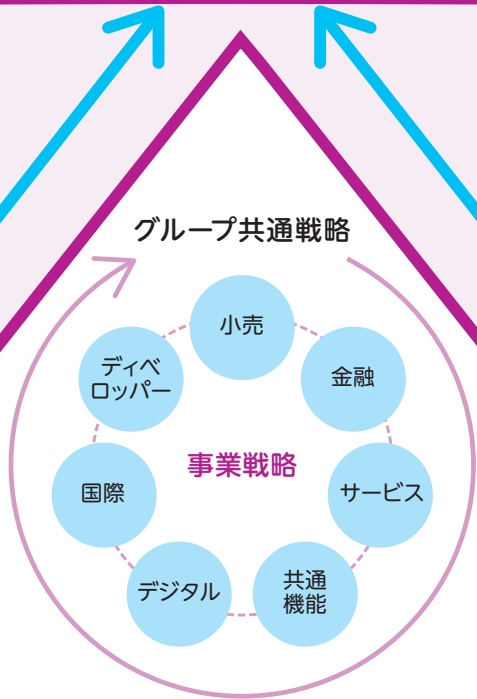 グループ共通戦略
小売
金融
サービス
共通
機能
デジタル
国際
ディベ
ロッパー
事業戦略